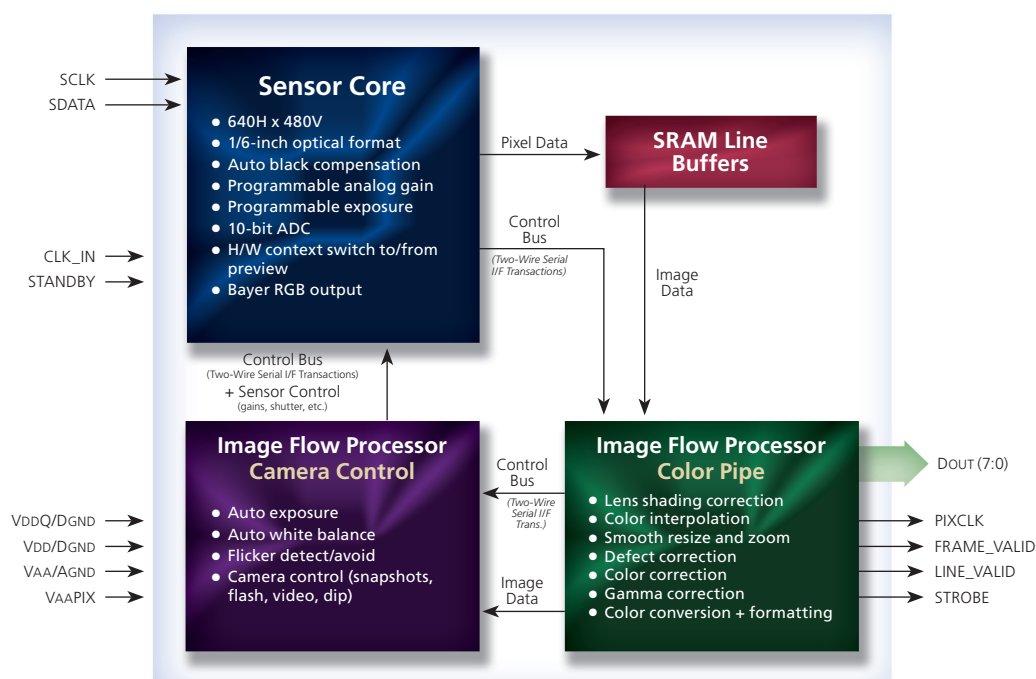 SCLK
SDATA
CLK_IN
STANDBY
VDDQ/DGND
VDD/DGND
VAA/AGND
VAAPIX
Sensor Core
• 640H x 480V
• 1/6-inch optical format
• Auto black compensation
• Programmable analog gain
• Programmable exposure
• 10-bit ADC
• H/W context switch to/from
preview
• Bayer RGB output
Pixel Data
SRAM Line
Buffers
Control
Bus
(Two-Wire Serial
I/F Transactions)
Image
Data
Control Bus
(Two-Wire Serial I/F Transactions)
+ Sensor Control
(gains, shutter, etc.)
Image Flow Processor
Camera Control
• Auto exposure
• Auto white balance
• Flicker detect/avoid
• Camera control (snapshots,
flash, video, dip)
Control
Bus
(Two-Wire
Serial I/F
Trans.)
Image
Data
Image Flow Processor
Color Pipe
• Lens shading correction
• Color interpolation
• Smooth resize and zoom
• Defect correction
• Color correction
• Gamma correction
• Color conversion + formatting
DOUT (7:0)
PIXCLK
FRAME_VALID
LINE_VALID
STROBE